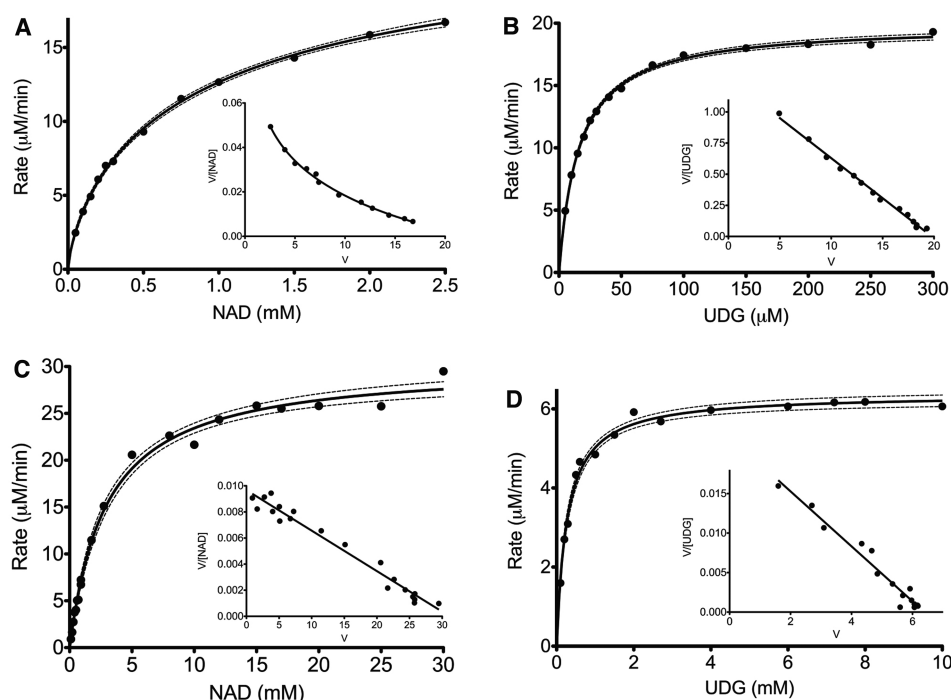 A
Rate (μM/min)
15
10
5
0
0.0 0.5 1.0 1.5 2.0 2.5
NAD (mM)
V/[NAD]
0.06
0.04
0.02
0.00
0 5 10 15 20
V
B
Rate (μM/min)
20
15
10
5
0
0 50 100 150 200 250 300
UDG (μM)
V/[UDG]
1.00
0.75
0.50
0.25
0.00
0 5 10 15 20
V
C
Rate (μM/min)
30
25
20
15
10
5
0
0 5 10 15 20 25 30
NAD (mM)
V/[NAD]
0.010
0.008
0.006
0.004
0.002
0.000
0 5 10 15 20 25 30
V
D
Rate (μM/min)
6
4
2
0
0 2 4 6 8 10
UDG (mM)
V/[UDG]
0.015
0.010
0.005
0.000
0 2 4 6
V